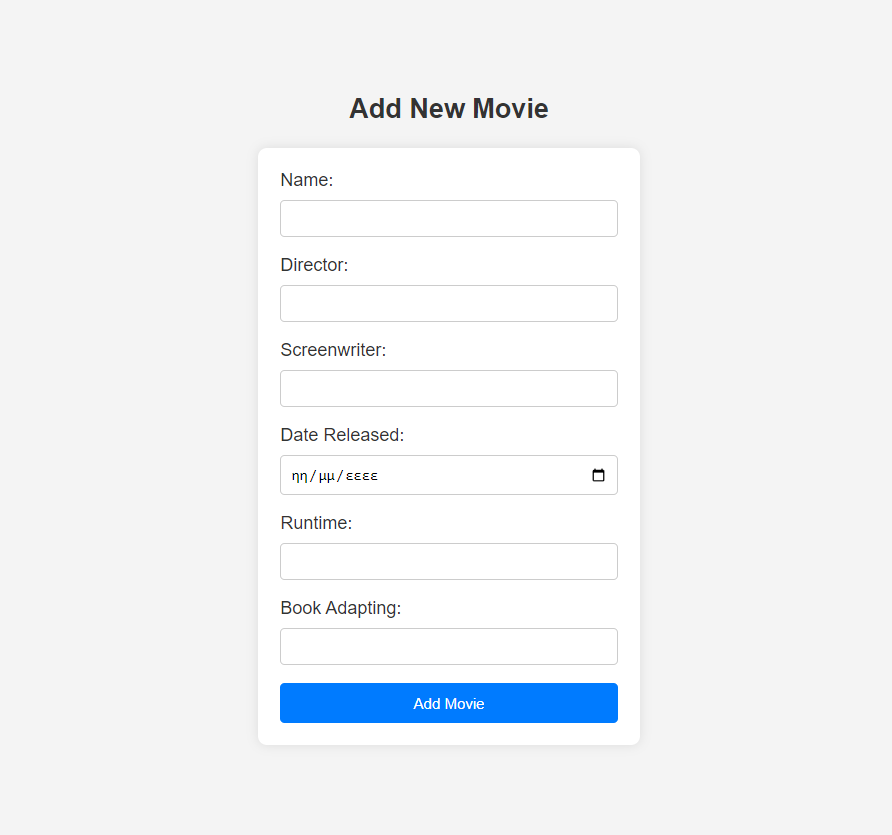 Add New Movie
Name:
Director:
Screenwriter:
Date Released:
ηη/μμ/εεεε
Runtime:
Book Adapting:
Add Movie